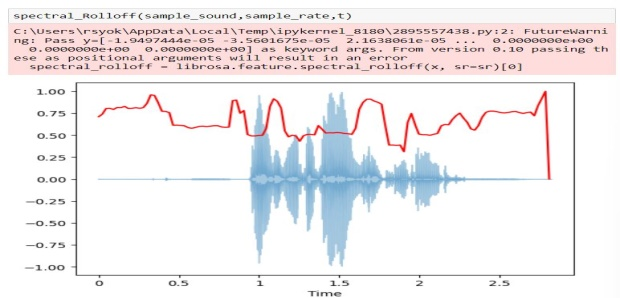 spectral_Rolloff(sample_sound,sample_rate,t)
C:\Users\rsyok\AppData\Local\Temp\ipykernel_8180\2895557438.py:2: FutureWarni
ng: Pass y=[-1.9497444e-05 -3.5601675e-05  2.1638061e-05 ...  0.0000000e+00
  0.0000000e+00  0.0000000e+00] as keyword args. From version 0.10 passing th
ese as positional arguments will result in an error
  spectral_rolloff = librosa.feature.spectral_rolloff(x, sr=sr)[0]
1.00
0.75
0.50
0.25
0.00
−0.25
−0.50
−0.75
−1.00
0 0.5 1 1.5 2 2.5
Time